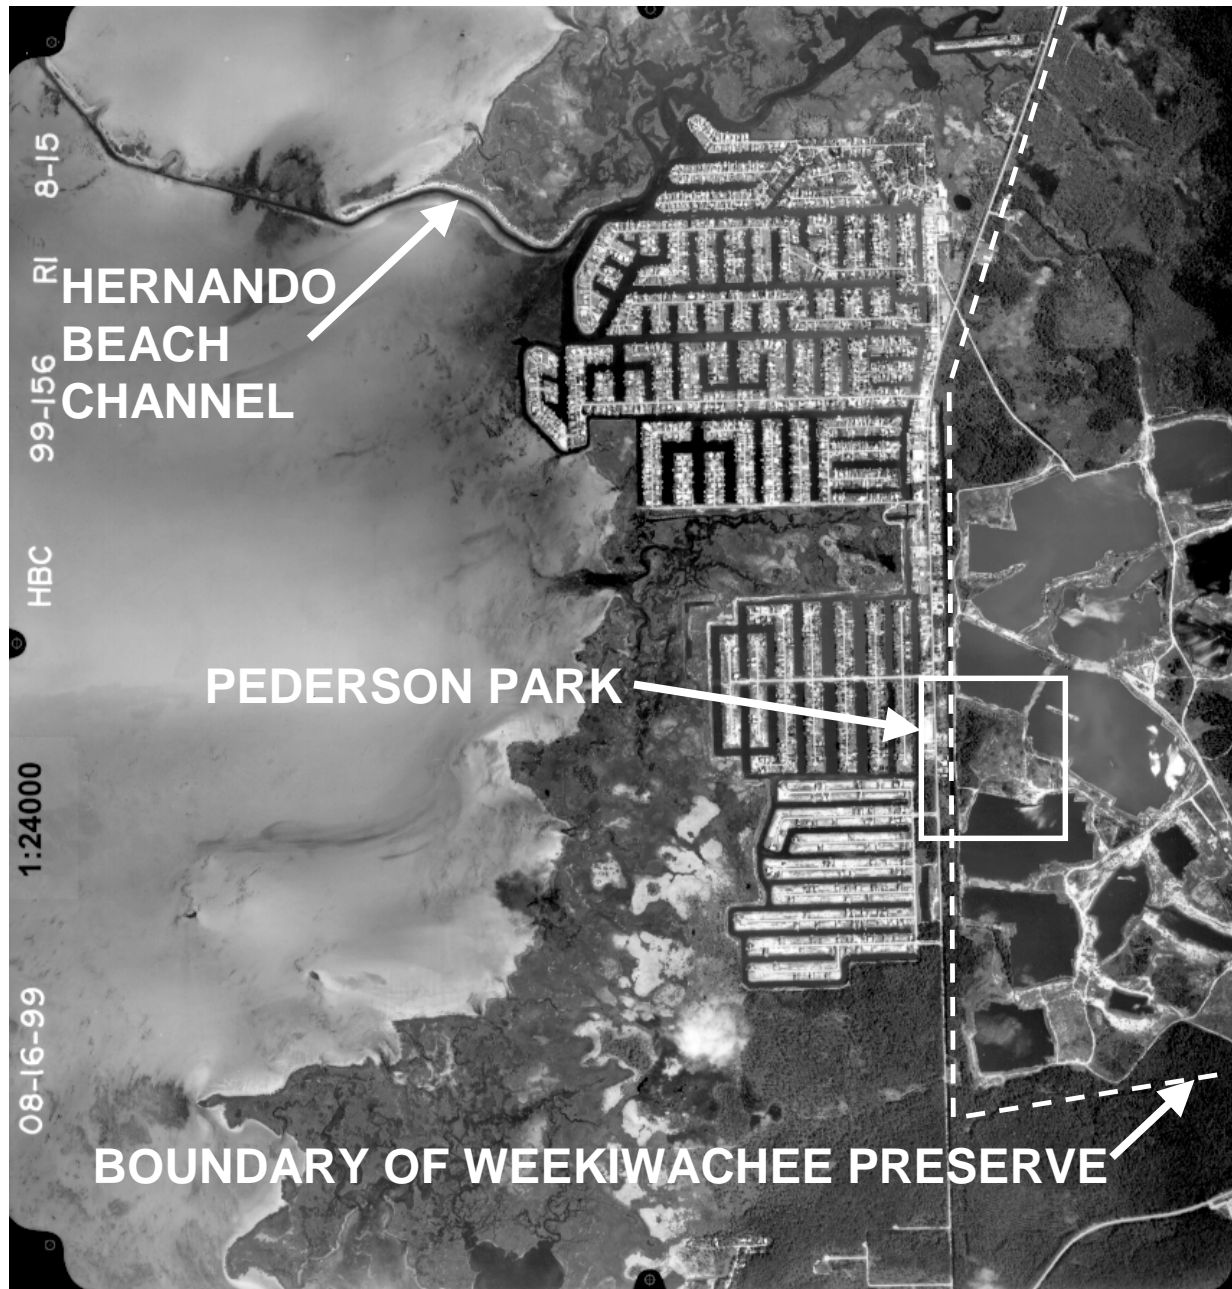 HERNANDO
BEACH
CHANNEL
PEDERSON PARK
BOUNDARY OF WEEKIWACHEE PRESERVE
08-16-99
1:24000
HBC
99-156
RI
8-15